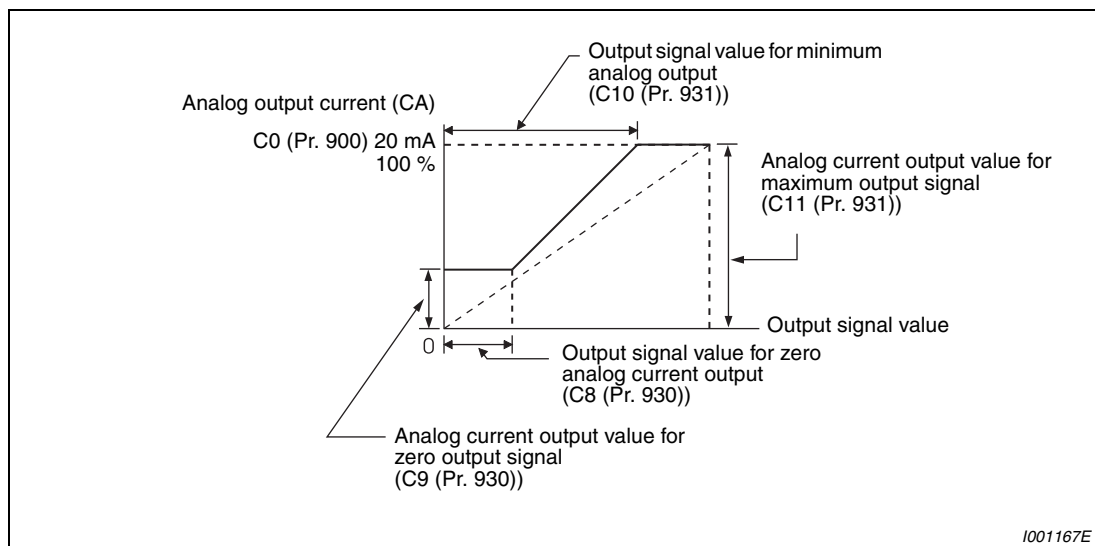 Output signal value for minimum
analog output
(C10 (Pr. 931))
Analog output current (CA)
C0 (Pr. 900) 20 mA
100 %
Analog current output value for
maximum output signal
(C11 (Pr. 931))
Output signal value
0
Output signal value for zero
analog current output
(C8 (Pr. 930))
Analog current output value for
zero output signal
(C9 (Pr. 930))
I001167E